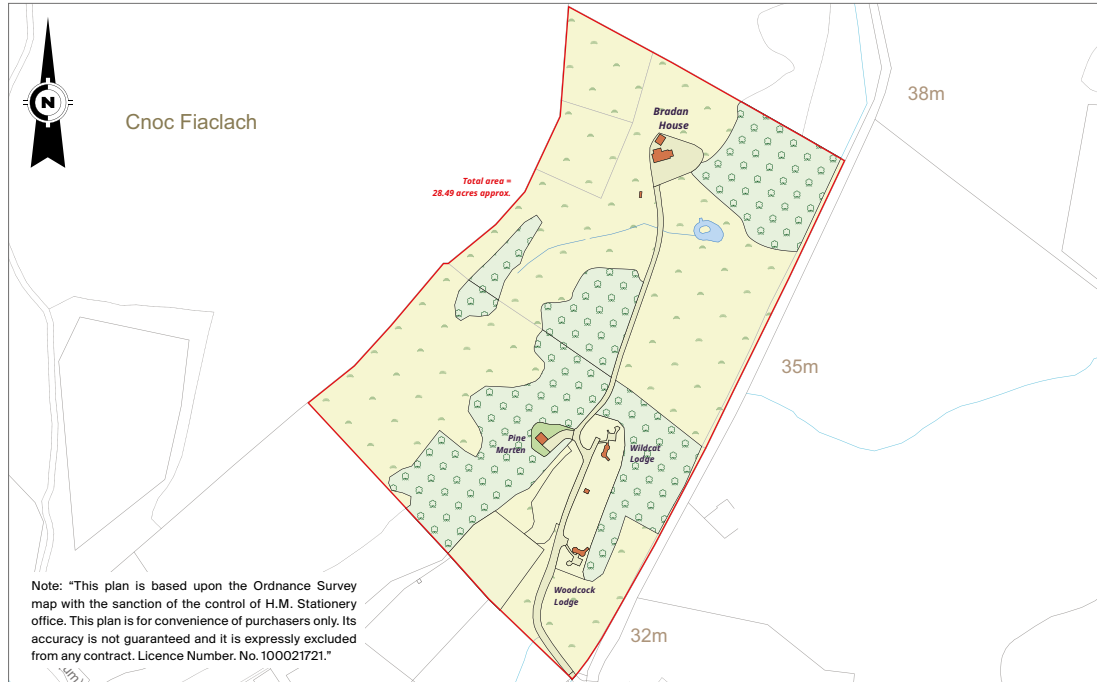 N
Cnoc Fiaclach
38m
Bradan
House
Total area =
28.49 acres approx.
35m
Pine
Marten
Wildcat
Lodge
Woodcock
Lodge
32m
Note: “This plan is based upon the Ordnance Survey
map with the sanction of the control of H.M. Stationery
office. This plan is for convenience of purchasers only. Its
accuracy is not guaranteed and it is expressly excluded
from any contract. Licence Number. No. 100021721.”